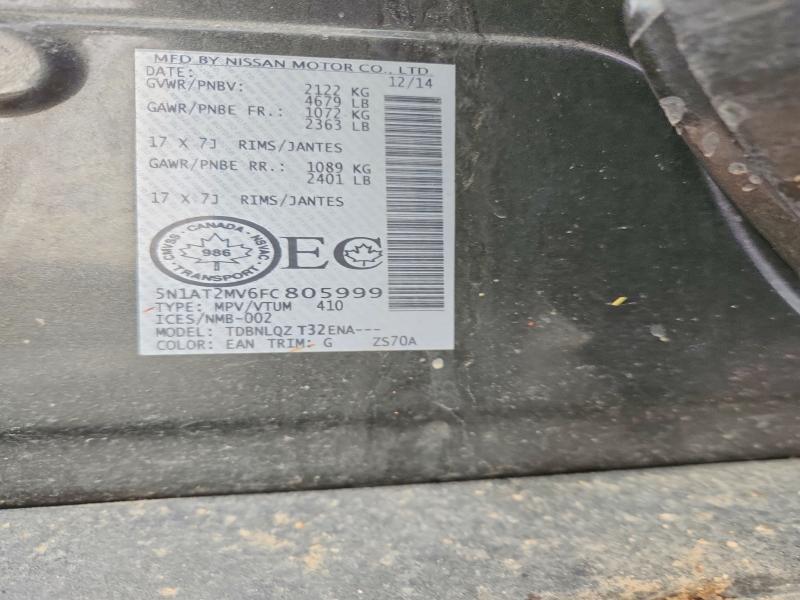 MFD BY NISSAN MOTOR CO., LTD.
DATE: 12/14
GVWR/PNBV: 2122 KG
4679 LB
GAWR/PNBE FR.: 1072 KG
2363 LB
17 X 7J RIMS/JANTES
GAWR/PNBE RR.: 1089 KG
2401 LB
17 X 7J RIMS/JANTES
CANADA
CMVSS · NSVAC
986
TRANSPORT
EC
5N1AT2MV6FC805999
TYPE: MPV/VTUM 410
ICES/NMB-002
MODEL: TDBNLQZ T32ENA---
COLOR: EAN TRIM: G ZS70A